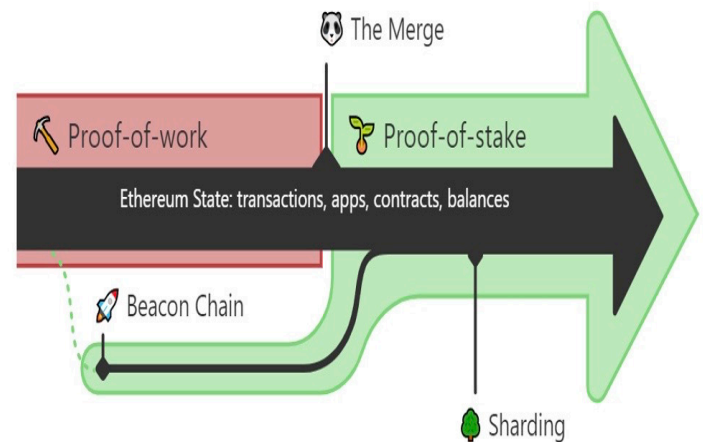 The Merge
Proof-of-work
Proof-of-stake
Ethereum State: transactions, apps, contracts, balances
Beacon Chain
Sharding